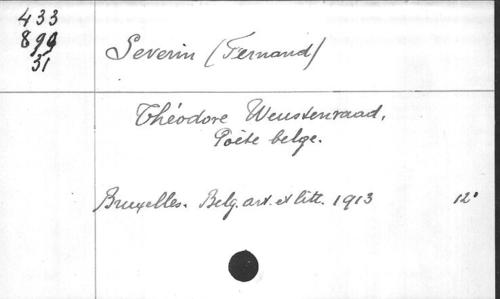 433
899
31
Severin (Fernand)
Théodore Weustenraad,
Poète belge.
Bruxelles. Belg. art. et litt. 1913 12°